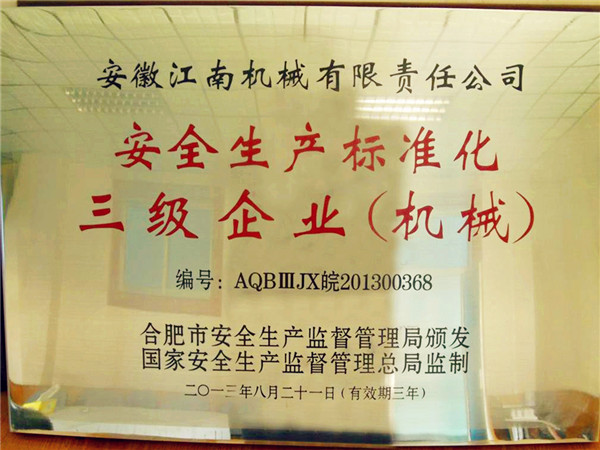 安徽江南机械有限责任公司
安全生产标准化
三级企业(机械)
编号：AQBⅢJX皖201300368
合肥市安全生产监督管理局颁发
国家安全生产监督管理总局监制
二〇一三年八月二十一日(有效期三年)